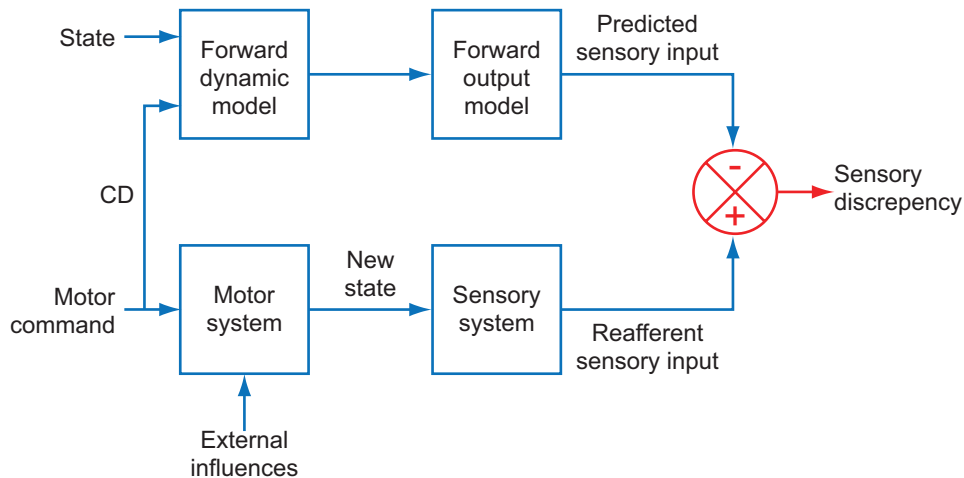 State
Forward
dynamic
model
Forward
output
model
Predicted
sensory input
-
+
Sensory
discrepency
CD
Motor
command
Motor
system
New
state
Sensory
system
Reafferent
sensory input
External
influences